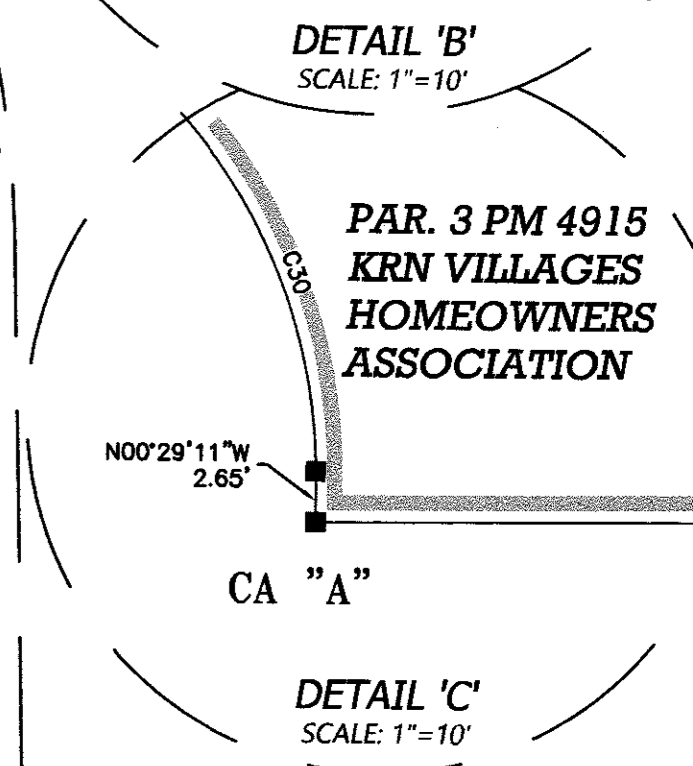 DETAIL 'B'
SCALE: 1"=10'
PAR. 3 PM 4915
KRN VILLAGES
HOMEOWNERS
ASSOCIATION
C30
N00°29'11"W
2.65'
CA "A"
DETAIL 'C'
SCALE: 1"=10'